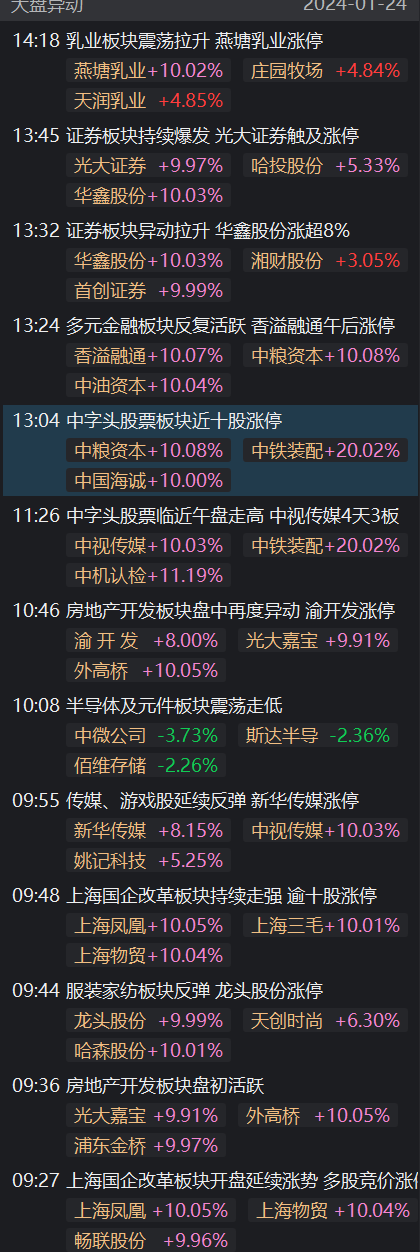 大盘异动 2024-01-24
14:18 乳业板块震荡拉升 燕塘乳业涨停
燕塘乳业+10.02% 庄园牧场 +4.84%
天润乳业 +4.85%
13:45 证券板块持续爆发 光大证券触及涨停
光大证券 +9.97% 哈投股份 +5.33%
华鑫股份+10.03%
13:32 证券板块异动拉升 华鑫股份涨超8%
华鑫股份+10.03% 湘财股份 +3.05%
首创证券 +9.99%
13:24 多元金融板块反复活跃 香溢融通午后涨停
香溢融通+10.07% 中粮资本+10.08%
中油资本+10.04%
13:04 中字头股票板块近十股涨停
中粮资本+10.08% 中铁装配+20.02%
中国海诚+10.00%
11:26 中字头股票临近午盘走高 中视传媒4天3板
中视传媒+10.03% 中铁装配+20.02%
中机认检+11.19%
10:46 房地产开发板块盘中再度异动 渝开发涨停
渝 开 发 +8.00% 光大嘉宝 +9.91%
外高桥 +10.05%
10:08 半导体及元件板块震荡走低
中微公司 -3.73% 斯达半导 -2.36%
佰维存储 -2.26%
09:55 传媒、游戏股延续反弹 新华传媒涨停
新华传媒 +8.15% 中视传媒+10.03%
姚记科技 +5.25%
09:48 上海国企改革板块持续走强 逾十股涨停
上海凤凰+10.05% 上海三毛+10.01%
上海物贸+10.04%
09:44 服装家纺板块反弹 龙头股份涨停
龙头股份 +9.99% 天创时尚 +6.30%
哈森股份+10.01%
09:36 房地产开发板块盘初活跃
光大嘉宝 +9.91% 外高桥 +10.05%
浦东金桥 +9.97%
09:27 上海国企改革板块开盘延续涨势 多股竞价涨停
上海凤凰 +10.05% 上海物贸 +10.04%
畅联股份 +9.96%